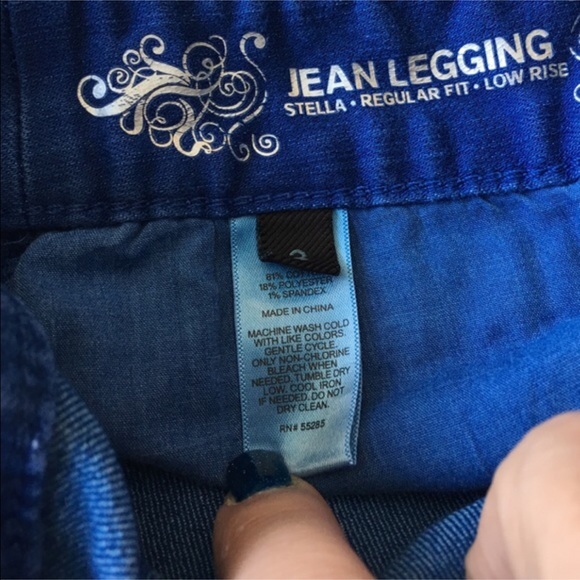 JEAN LEGGING
STELLA • REGULAR FIT • LOW RISE
3
81% COTTON
18% POLYESTER
1% SPANDEX
MADE IN CHINA
MACHINE WASH COLD
WITH LIKE COLORS.
GENTLE CYCLE.
ONLY NON-CHLORINE
BLEACH WHEN
NEEDED. TUMBLE DRY
LOW. COOL IRON
IF NEEDED. DO NOT
DRY CLEAN.
RN# 55285